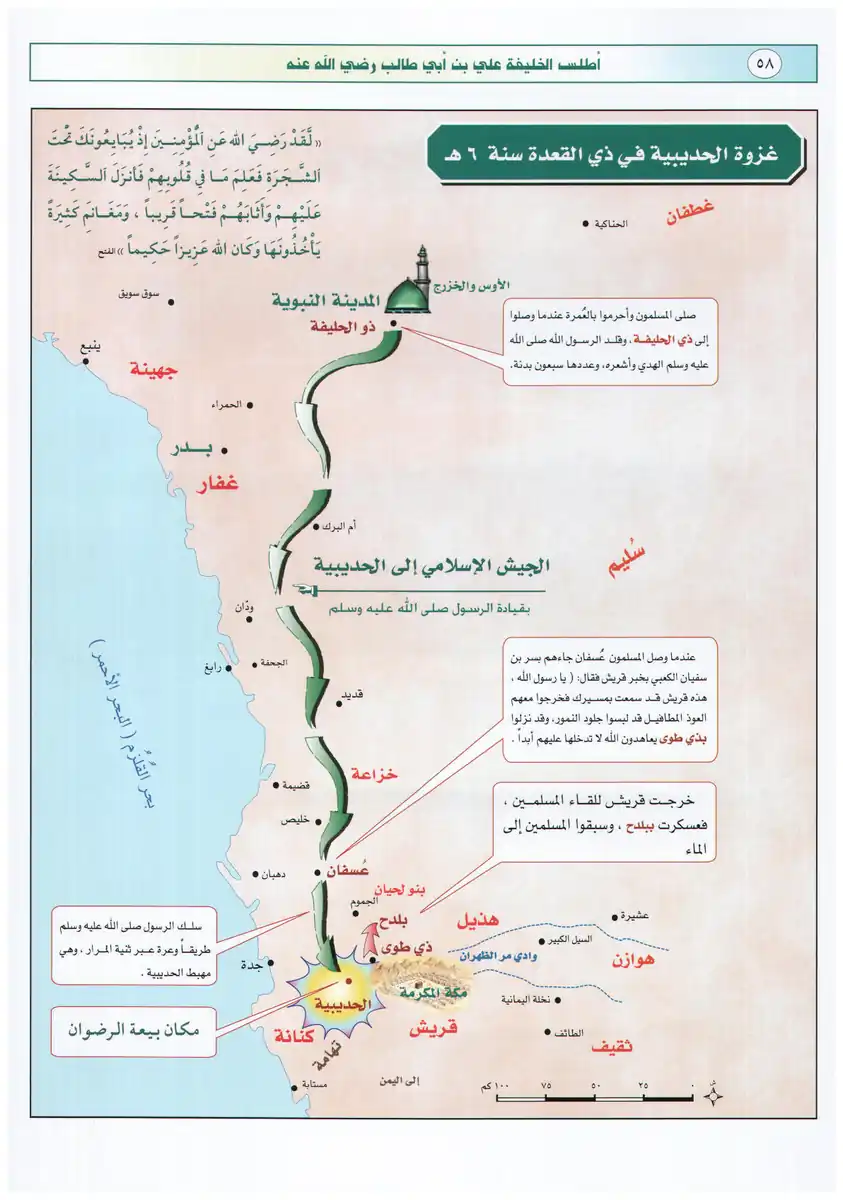 ٥٨
أطلس الخليفة علي بن أبي طالب رضي الله عنه
غزوة الحديبية في ذي القعدة سنة ٦ هـ
« لَّقَدْ رَضِيَ الله عَنِ الْمُؤْمِنِينَ إِذْ يُبَايِعُونَكَ تَحْتَ
الشَّجَرَةِ فَعَلِمَ مَا فِي قُلُوبِهِمْ فَأَنزَلَ السَّكِينَةَ
عَلَيْهِمْ وَأَثَابَهُمْ فَتْحاً قَرِيباً ، وَمَغَانِمَ كَثِيرَةً
يَأْخُذُونَهَا وَكَانَ الله عَزِيزاً حَكِيماً » الفتح
غطفان
الحناكية
الأوس والخزرج
المدينة النبوية
ذو الحليفة
سوق سويق
ينبع
جهينة
صلى المسلمون وأحرموا بالعُمرة عندما وصلوا
إلى ذي الحليفة ، وقلد الرسول الله صلى الله
عليه وسلم الهدي وأشعره، وعددها سبعون بدنة.
الحمراء
بـدر
غفار
أم البرك
الجيش الإسلامي إلى الحديبية
بقيادة الرسول صلى الله عليه وسلم
سُليم
ودّان
الجحفة
رابغ
قديد
بحر القُلزُم ( البحر الأحمر )
عندما وصل المسلمون عُسفان جاءهم بسر بن
سفيان الكعبي بخبر قريش فقال: ( يا رسول الله ،
هذه قريش قد سمعت بمسيرك فخرجوا معهم
العوذ المطافيل قد لبسوا جلود النمور، وقد نزلوا
بذي طوى يعاهدون الله لا تدخلها عليهم أبداً .
خزاعة
قضيمة
خليص
خرجت قريش للقاء المسلمين ،
فعسكرت ببلدح ، وسبقوا المسلمين إلى
الماء
عُسفان
دهبان
بنو لحيان
الجموم
بلدح
ذي طوى
هذيل
عشيرة
السيل الكبير
وادي مر الظهران
هوازن
سلك الرسول صلى الله عليه وسلم
طريقاً وعرة عبر ثنية المرار ، وهي
مهبط الحديبية .
جدة
الحديبية
مكة المكرمة
نخلة اليمانية
مكان بيعة الرضوان
كنانة
قريش
الطائف
ثقيف
تهامة
إلى اليمن
مستابة
١٠٠ كم
٧٥
٥٠
٢٥
٠
ش